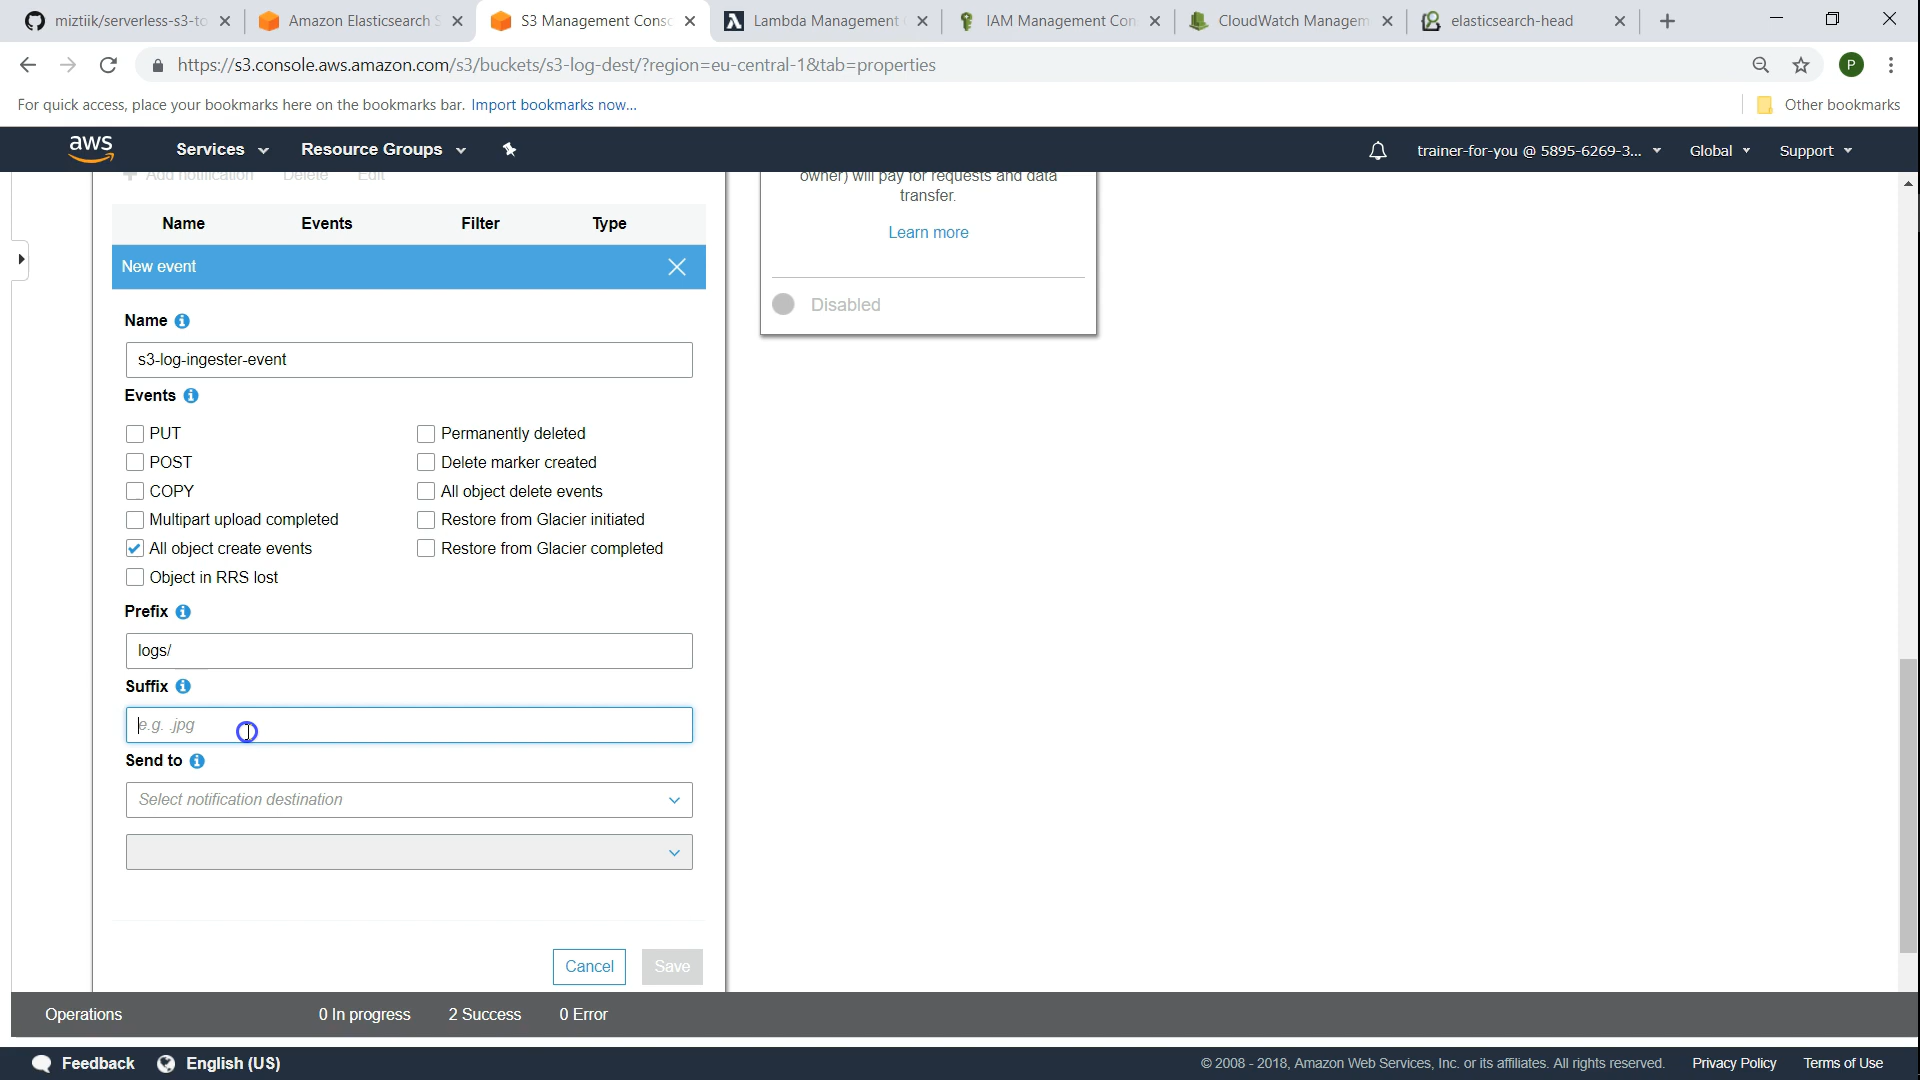 miztiik/serverless-s3-to
Amazon Elasticsearch S
S3 Management Conso
Lambda Management C
IAM Management Con
CloudWatch Managem
elasticsearch-head
https://s3.console.aws.amazon.com/s3/buckets/s3-log-dest/?region=eu-central-1&tab=properties
P
For quick access, place your bookmarks here on the bookmarks bar. Import bookmarks now...
Other bookmarks
aws
Services
Resource Groups
trainer-for-you @ 5895-6269-3...
Global
Support
Add notification
Delete
Edit
owner) will pay for requests and data
transfer.
Learn more
Disabled
Name
Events
Filter
Type
New event
Name
s3-log-ingester-event
Events
PUT
Permanently deleted
POST
Delete marker created
COPY
All object delete events
Multipart upload completed
Restore from Glacier initiated
All object create events
Restore from Glacier completed
Object in RRS lost
Prefix
logs/
Suffix
e.g. .jpg
Send to
Select notification destination
Cancel
Save
Operations
0 In progress
2 Success
0 Error
Feedback
English (US)
© 2008 - 2018, Amazon Web Services, Inc. or its affiliates. All rights reserved.
Privacy Policy
Terms of Use